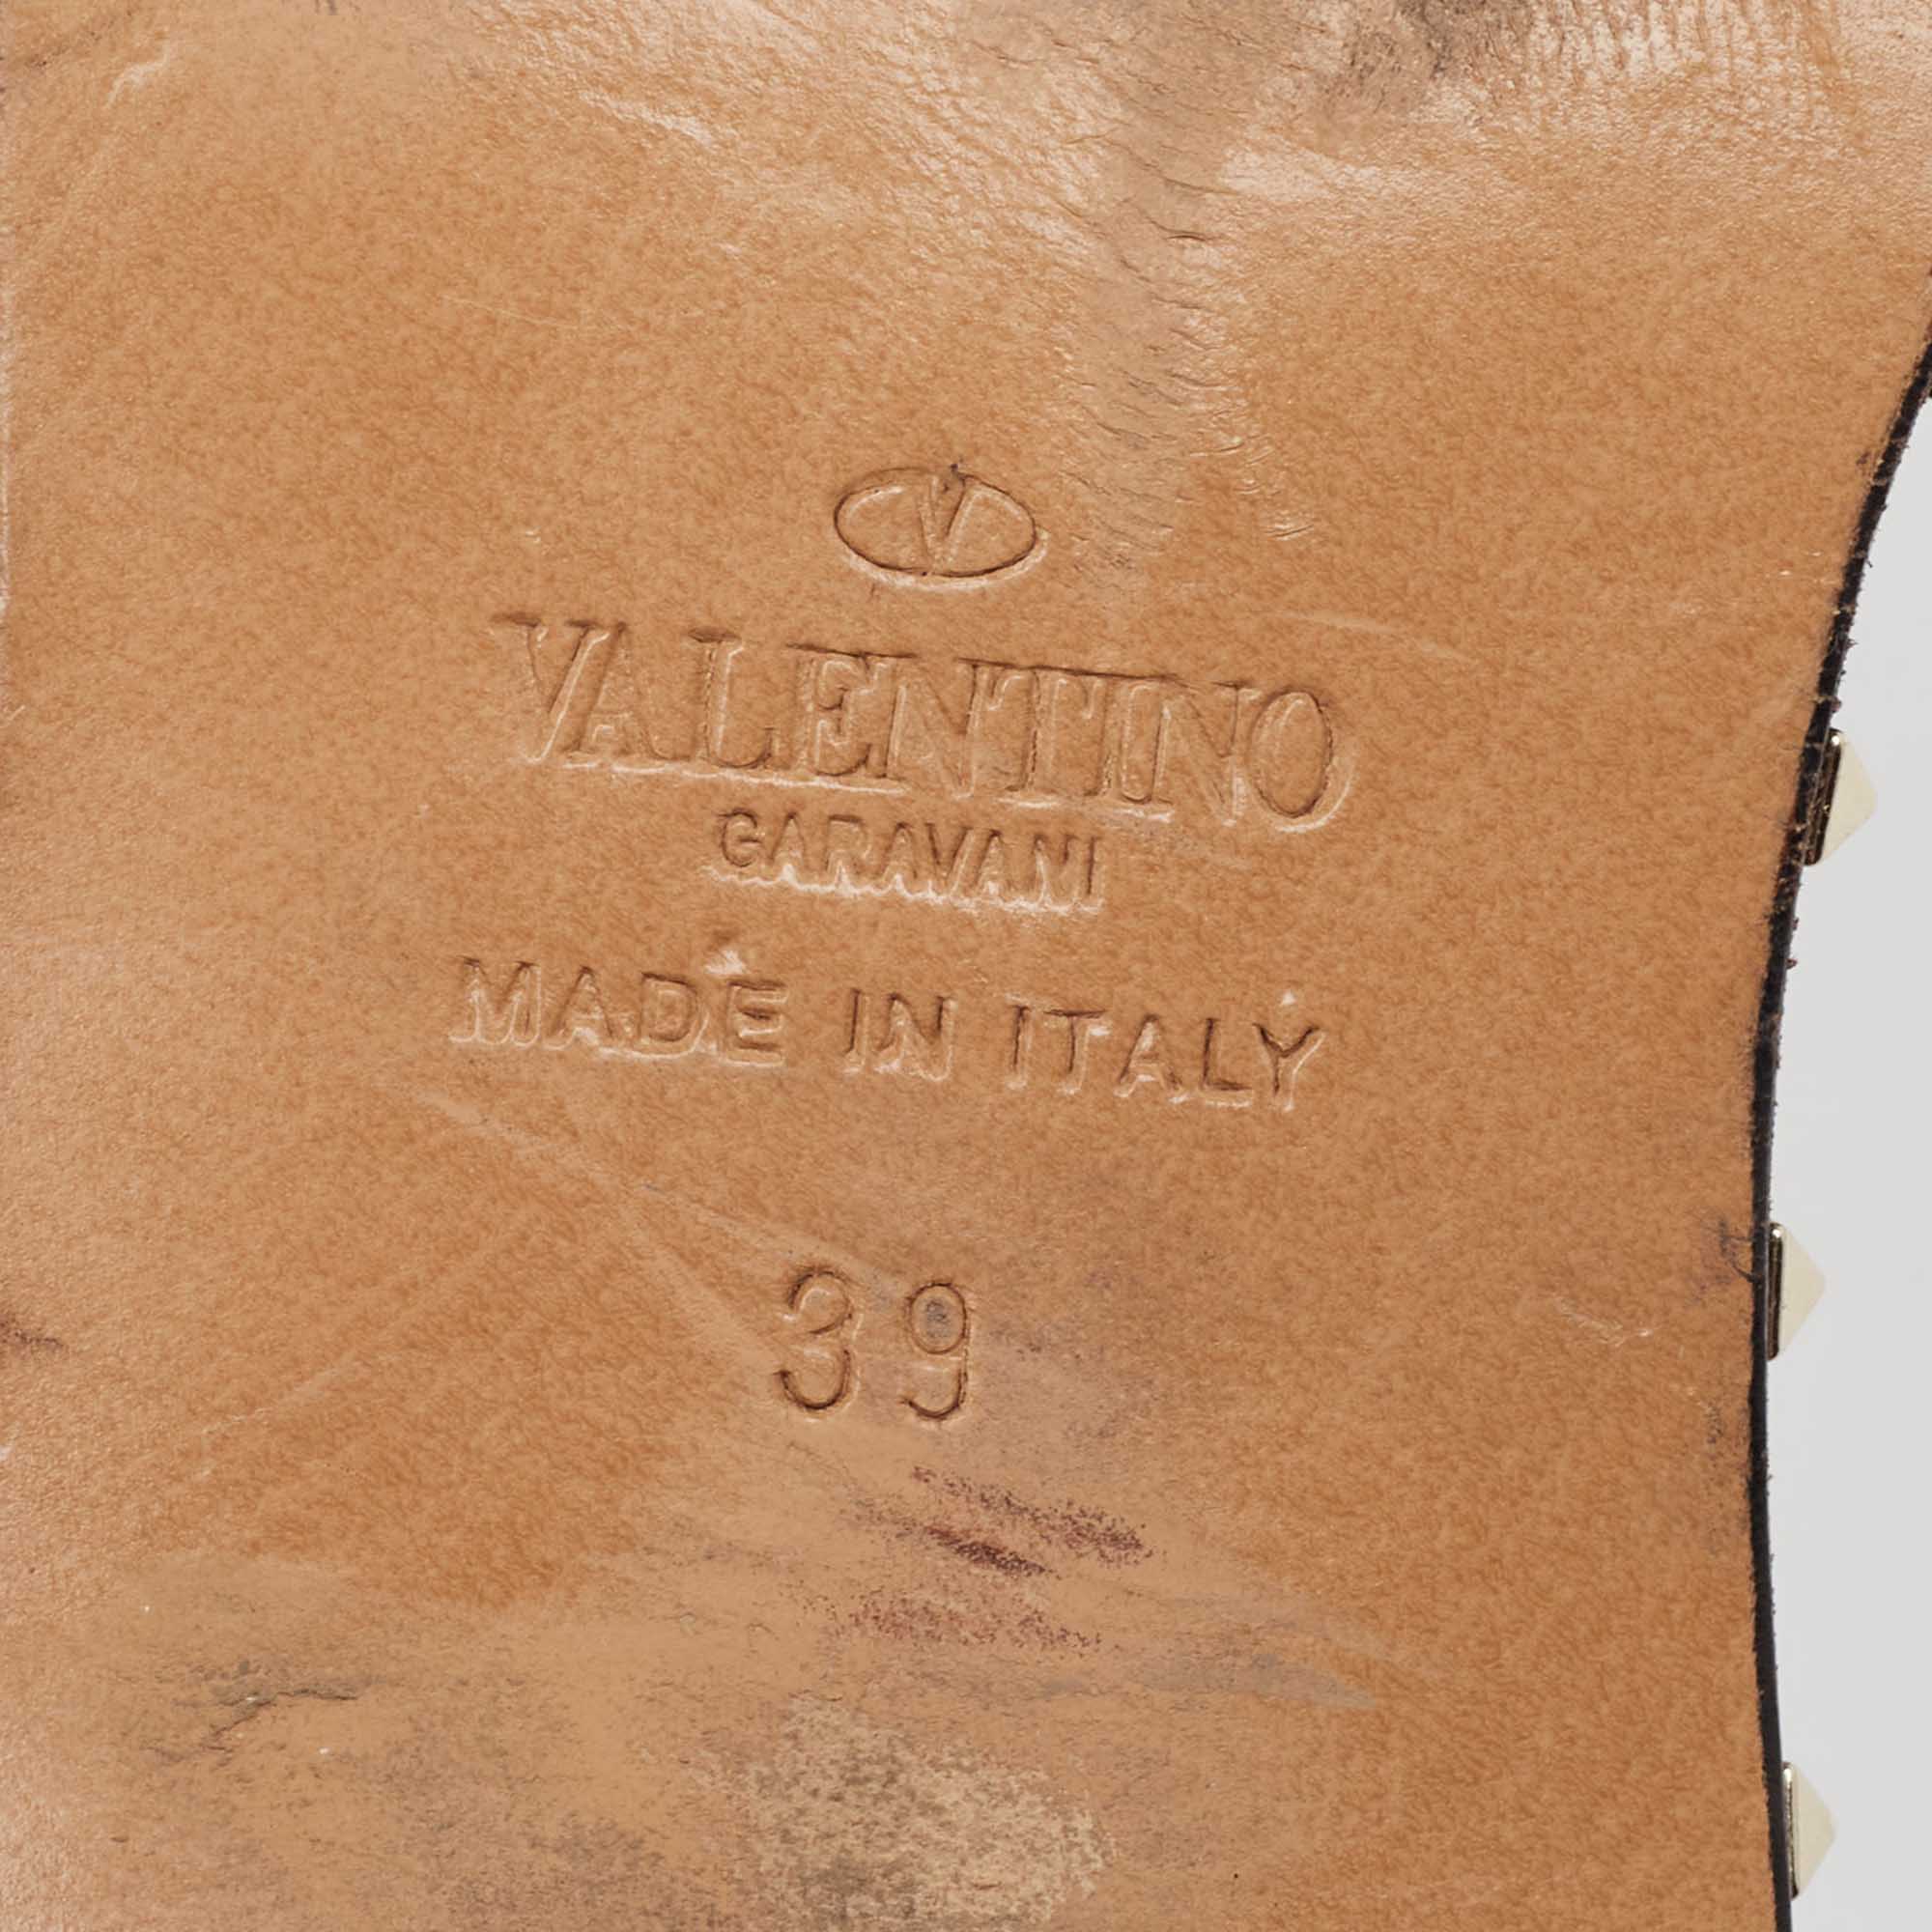 V
VALENTINO
GARAVANI
MADE IN ITALY
39